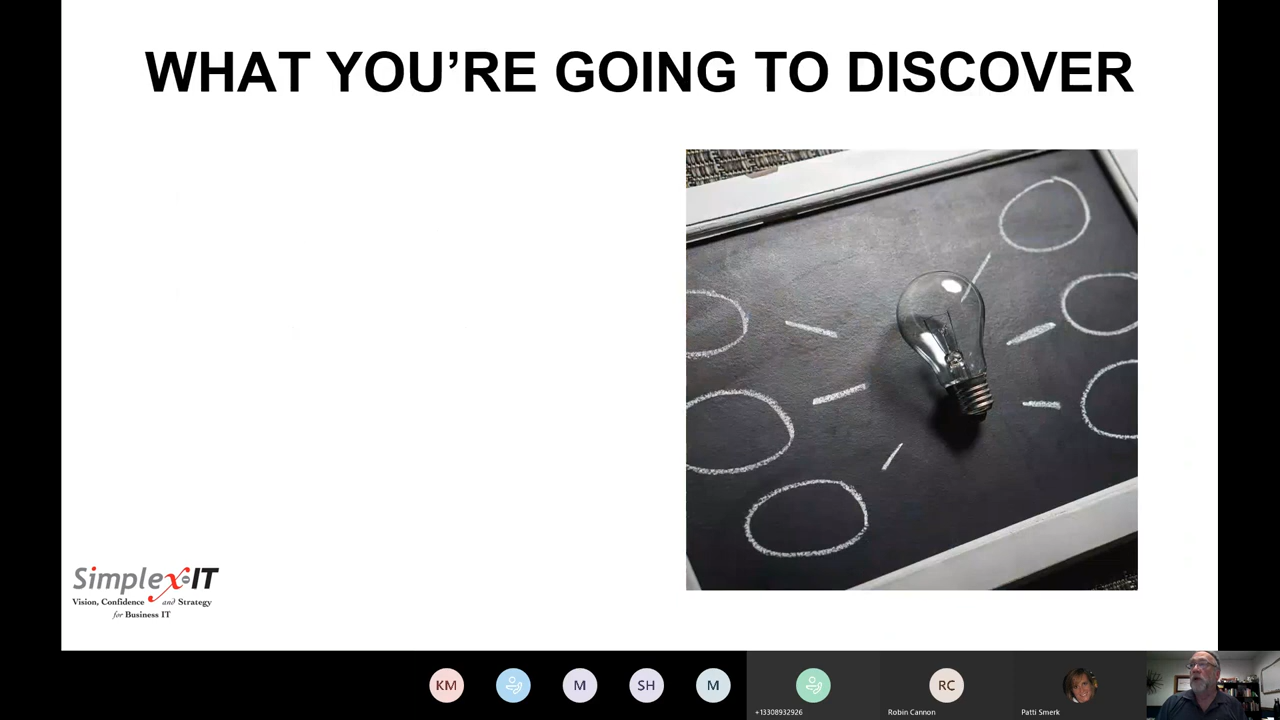 WHAT YOU’RE GOING TO DISCOVER
Simplex-IT
Vision, Confidence and Strategy
for Business IT
KM
M
SH
M
RC
+13308932926
Robin Cannon
Patti Smerk